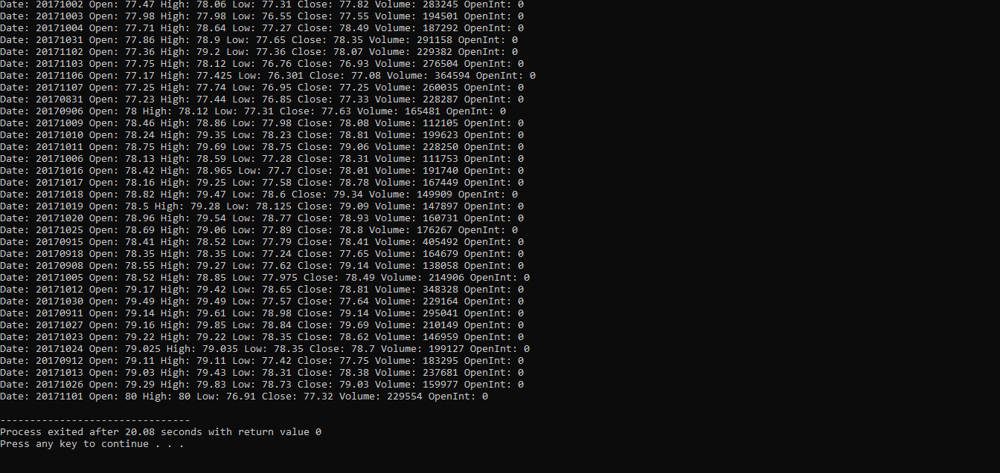 Date: 20171002 Open: 77.47 High: 78.06 Low: 77.31 Close: 77.82 Volume: 283245 OpenInt: 0
Date: 20171003 Open: 77.98 High: 77.98 Low: 76.55 Close: 77.55 Volume: 194501 OpenInt: 0
Date: 20171004 Open: 77.71 High: 78.64 Low: 77.27 Close: 78.49 Volume: 187292 OpenInt: 0
Date: 20171031 Open: 77.86 High: 78.9 Low: 77.65 Close: 78.35 Volume: 291158 OpenInt: 0
Date: 20171102 Open: 77.36 High: 79.2 Low: 77.36 Close: 78.07 Volume: 229382 OpenInt: 0
Date: 20171103 Open: 77.75 High: 78.12 Low: 76.76 Close: 76.93 Volume: 276504 OpenInt: 0
Date: 20171106 Open: 77.17 High: 77.425 Low: 76.301 Close: 77.08 Volume: 364594 OpenInt: 0
Date: 20171107 Open: 77.25 High: 77.74 Low: 76.95 Close: 77.25 Volume: 260035 OpenInt: 0
Date: 20170831 Open: 77.23 High: 77.44 Low: 76.85 Close: 77.33 Volume: 228287 OpenInt: 0
Date: 20170906 Open: 78 High: 78.12 Low: 77.31 Close: 77.63 Volume: 165481 OpenInt: 0
Date: 20171009 Open: 78.46 High: 78.86 Low: 77.98 Close: 78.08 Volume: 112105 OpenInt: 0
Date: 20171010 Open: 78.24 High: 79.35 Low: 78.23 Close: 78.81 Volume: 199623 OpenInt: 0
Date: 20171011 Open: 78.75 High: 79.69 Low: 78.75 Close: 79.06 Volume: 228250 OpenInt: 0
Date: 20171006 Open: 78.13 High: 78.59 Low: 77.28 Close: 78.31 Volume: 111753 OpenInt: 0
Date: 20171016 Open: 78.42 High: 78.965 Low: 77.7 Close: 78.01 Volume: 191740 OpenInt: 0
Date: 20171017 Open: 78.16 High: 79.25 Low: 77.58 Close: 78.78 Volume: 167449 OpenInt: 0
Date: 20171018 Open: 78.82 High: 79.47 Low: 78.6 Close: 79.34 Volume: 149909 OpenInt: 0
Date: 20171019 Open: 78.5 High: 79.28 Low: 78.125 Close: 79.09 Volume: 147897 OpenInt: 0
Date: 20171020 Open: 78.96 High: 79.54 Low: 78.77 Close: 78.93 Volume: 160731 OpenInt: 0
Date: 20171025 Open: 78.69 High: 79.06 Low: 77.89 Close: 78.8 Volume: 176267 OpenInt: 0
Date: 20170915 Open: 78.41 High: 78.52 Low: 77.79 Close: 78.41 Volume: 405492 OpenInt: 0
Date: 20170918 Open: 78.35 High: 78.35 Low: 77.24 Close: 77.65 Volume: 164679 OpenInt: 0
Date: 20170908 Open: 78.55 High: 79.27 Low: 77.62 Close: 79.14 Volume: 138058 OpenInt: 0
Date: 20171005 Open: 78.52 High: 78.85 Low: 77.975 Close: 78.49 Volume: 214906 OpenInt: 0
Date: 20171012 Open: 79.17 High: 79.42 Low: 78.65 Close: 78.81 Volume: 348328 OpenInt: 0
Date: 20171030 Open: 79.49 High: 79.49 Low: 77.57 Close: 77.64 Volume: 229164 OpenInt: 0
Date: 20170911 Open: 79.14 High: 79.61 Low: 78.98 Close: 79.14 Volume: 295041 OpenInt: 0
Date: 20171027 Open: 79.16 High: 79.85 Low: 78.84 Close: 79.69 Volume: 210149 OpenInt: 0
Date: 20171023 Open: 79.22 High: 79.22 Low: 78.35 Close: 78.62 Volume: 146959 OpenInt: 0
Date: 20171024 Open: 79.025 High: 79.035 Low: 78.35 Close: 78.7 Volume: 199127 OpenInt: 0
Date: 20170912 Open: 79.11 High: 79.11 Low: 77.42 Close: 77.75 Volume: 183295 OpenInt: 0
Date: 20171013 Open: 79.03 High: 79.43 Low: 78.31 Close: 78.38 Volume: 237681 OpenInt: 0
Date: 20171026 Open: 79.29 High: 79.83 Low: 78.73 Close: 79.03 Volume: 159977 OpenInt: 0
Date: 20171101 Open: 80 High: 80 Low: 76.91 Close: 77.32 Volume: 229554 OpenInt: 0
--------------------------------
Process exited after 20.08 seconds with return value 0
Press any key to continue . . .